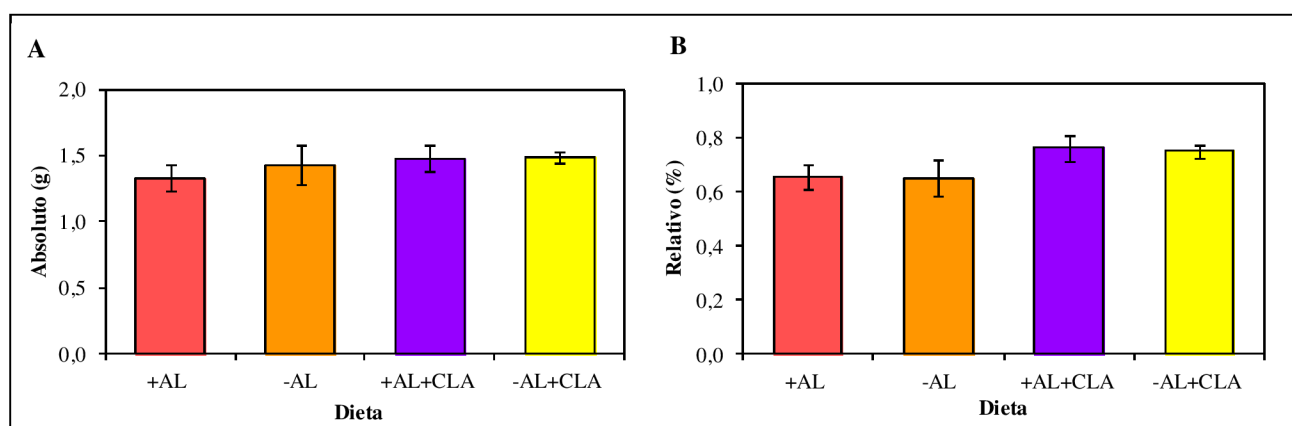 A
Absoluto (g)
2,0
1,5
1,0
0,5
0,0
+AL -AL +AL+CLA -AL+CLA
Dieta
B
Relativo (%)
1,0
0,8
0,6
0,4
0,2
0,0
+AL -AL +AL+CLA -AL+CLA
Dieta